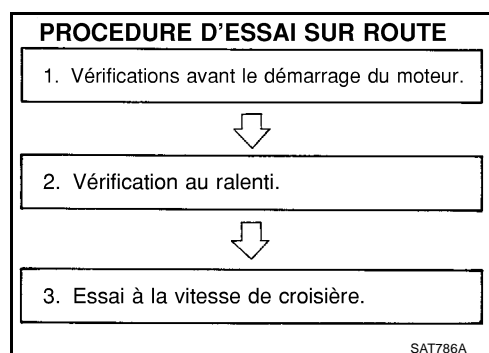 PROCEDURE D'ESSAI SUR ROUTE
1. Vérifications avant le démarrage du moteur.
2. Vérification au ralenti.
3. Essai à la vitesse de croisière.
SAT786A